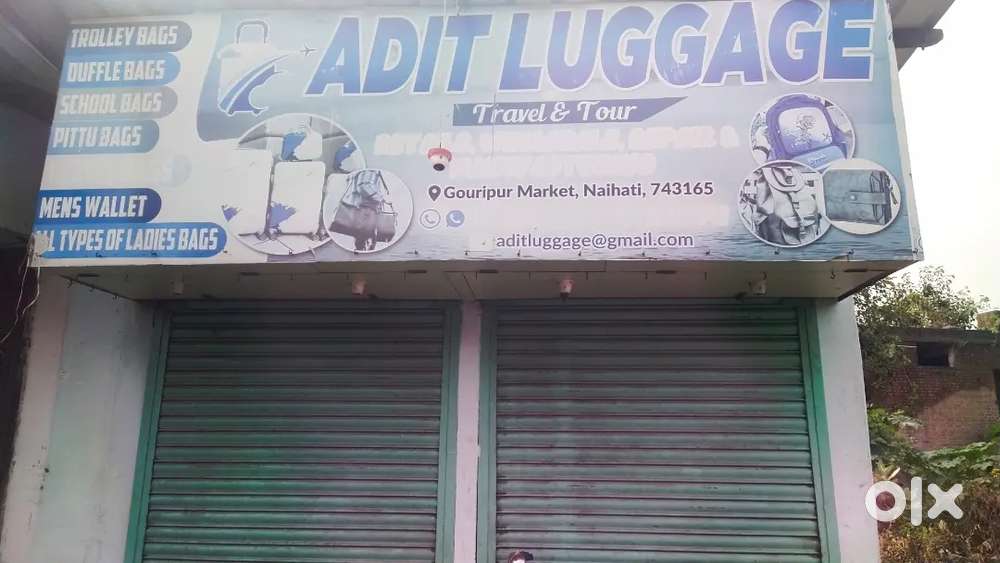 TROLLEY BAGS
DUFFLE BAGS
SCHOOL BAGS
PITTU BAGS
MENS WALLET
ALL TYPES OF LADIES BAGS
ADIT LUGGAGE
Travel & Tour
Gouripur Market, Naihati, 743165
aditluggage@gmail.com
olx